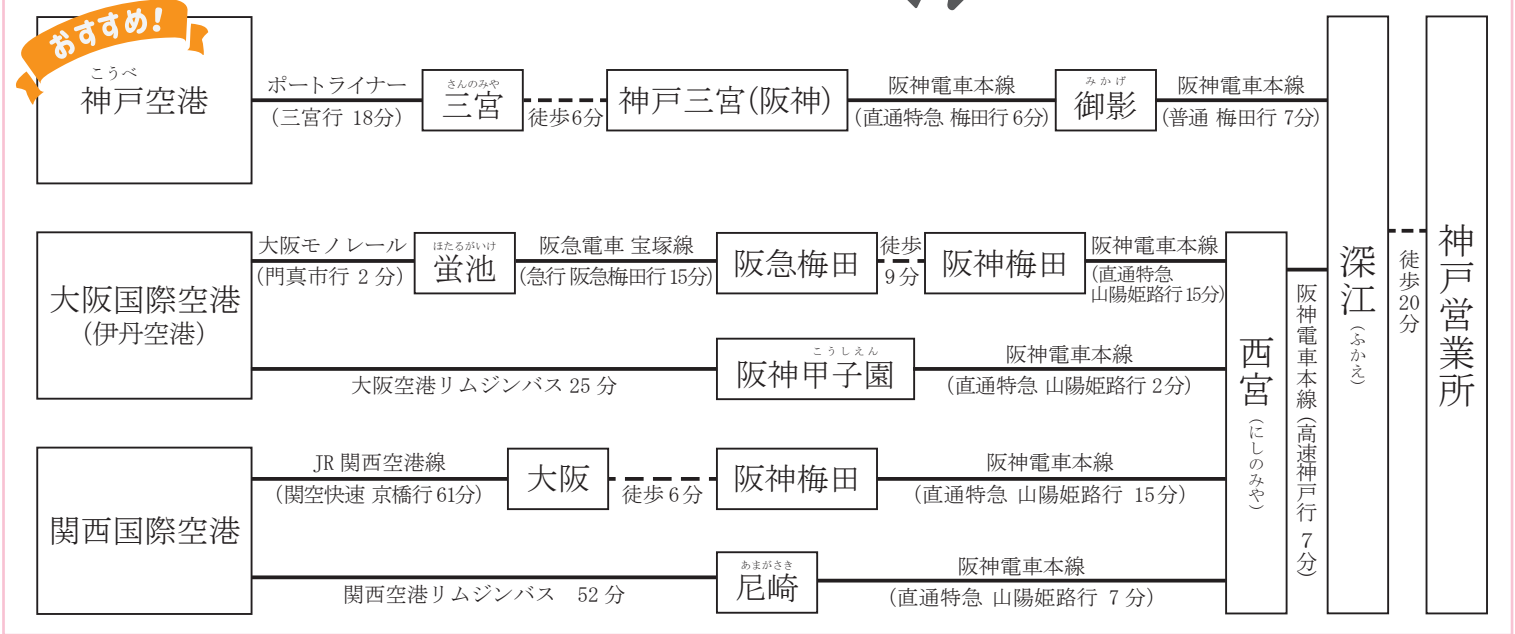 おすすめ！
こうべ
神戸空港
ポートライナー
(三宮行 18分)
さんのみや
三宮
徒歩6分
神戸三宮(阪神)
阪神電車本線
(直通特急 梅田行 6分)
みかげ
御影
阪神電車本線
(普通 梅田行 7分)
大阪国際空港
(伊丹空港)
大阪モノレール
(門真市行 2 分)
ほたるがいけ
蛍池
阪急電車 宝塚線
(急行 阪急梅田行 15分)
阪急梅田
徒歩
9 分
阪神梅田
阪神電車本線
(直通特急
山陽姫路行 15分)
大阪空港リムジンバス 25 分
こうしえん
阪神甲子園
阪神電車本線
(直通特急 山陽姫路行 2分)
関西国際空港
JR 関西空港線
(関空快速 京橋行 61分)
大阪
徒歩 6 分
阪神梅田
阪神電車本線
(直通特急 山陽姫路行 15分)
関西空港リムジンバス 52 分
あまがさき
尼崎
阪神電車本線
(直通特急 山陽姫路行 7 分)
西宮(にしのみや)
阪神電車本線(高速神戸行 7分)
深江(ふかえ)
徒歩20分
神戸営業所